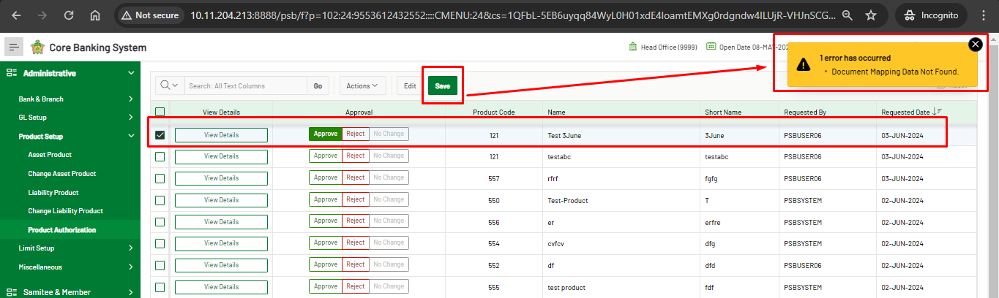 Not secure 10.11.204.213:8888/psb/f?p=102:24:9553612432552::::CMENU:24&cs=1QFbL-5EB6uyqq84WyL0H01xdE4IoamtEMXg0rdgndw4ILUjR-VHJnSCG... Incognito
Core Banking System Head Office (9999) Open Date 08-MAY-202
1 error has occurred
Document Mapping Data Not Found.
Administrative
Bank & Branch
GL Setup
Product Setup
Asset Product
Change Asset Product
Liability Product
Change Liability Product
Product Authorization
Limit Setup
Miscellaneous
Samitee & Member
Search: All Text Columns Go Actions Edit Save
View Details Approval Product Code Name Short Name Requested By Requested Date
View Details Approve Reject No Change 121 Test 3June 3June PSBUSER06 03-JUN-2024
View Details Approve Reject No Change 121 testabc testabc PSBUSER06 03-JUN-2024
View Details Approve Reject No Change 557 rfrf fgfg PSBUSER06 03-JUN-2024
View Details Approve Reject No Change 550 Test-Product T PSBSYSTEM 02-JUN-2024
View Details Approve Reject No Change 556 er erfre PSBSYSTEM 02-JUN-2024
View Details Approve Reject No Change 554 cvfcv dfg PSBSYSTEM 02-JUN-2024
View Details Approve Reject No Change 552 df dfd PSBSYSTEM 02-JUN-2024
View Details Approve Reject No Change 555 test product fdf PSBSYSTEM 02-JUN-2024